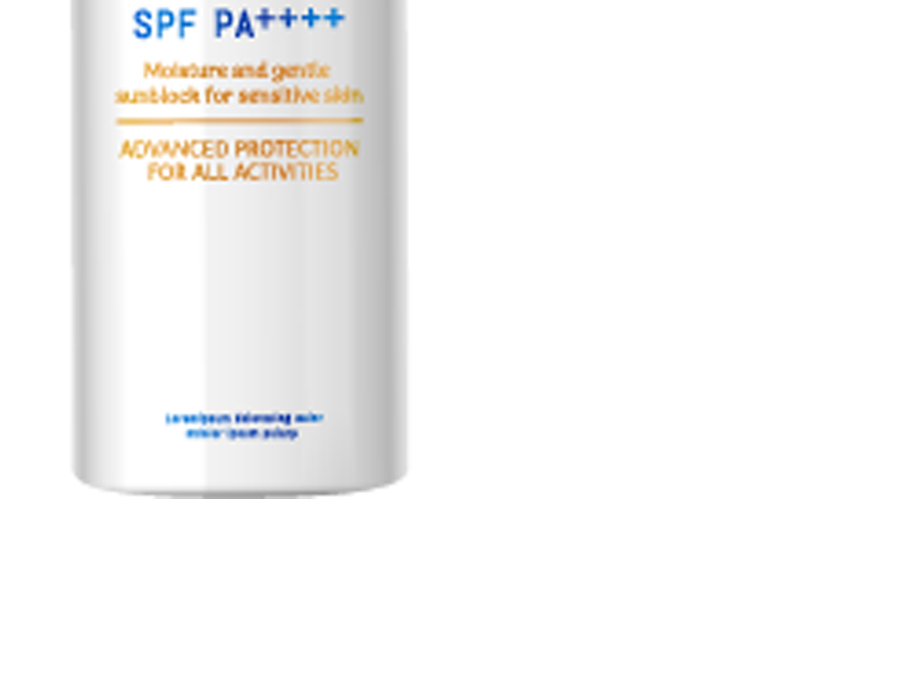 SPF PA++++
Moisture and gentle
sunblock for sensitive skin
ADVANCED PROTECTION
FOR ALL ACTIVITIES